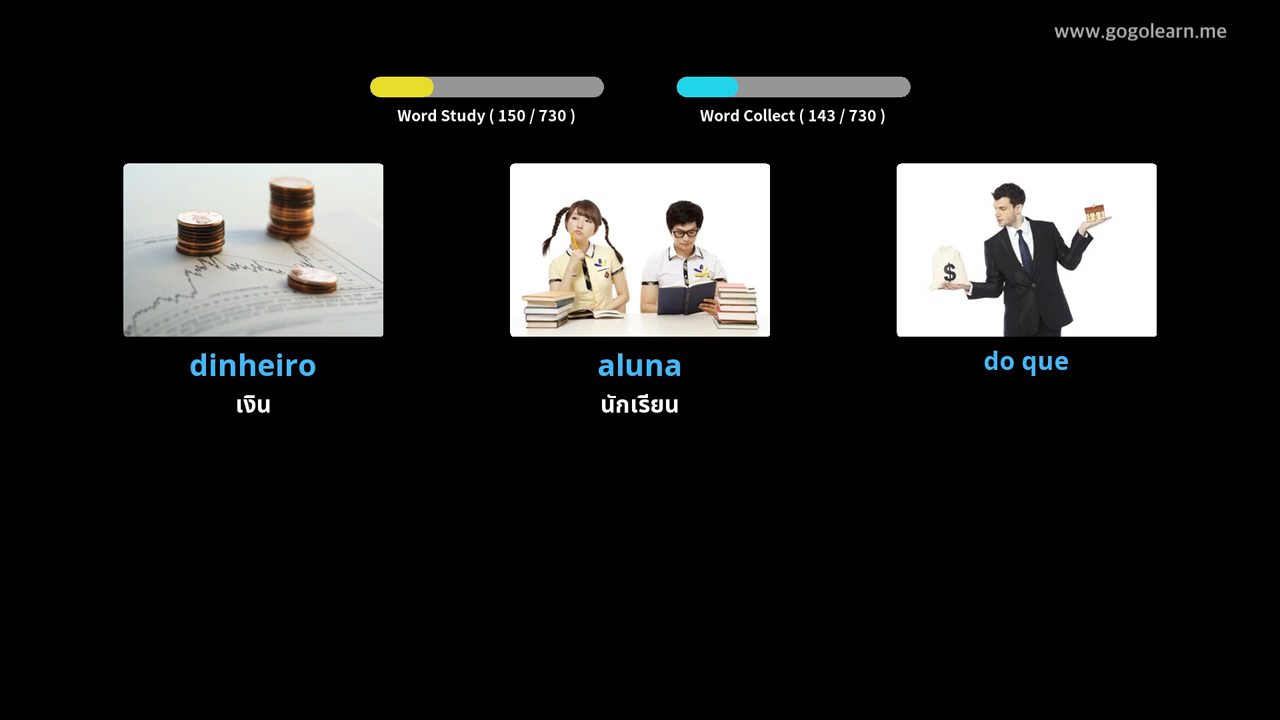 www.gogolearn.me
Word Study ( 150 / 730 )
Word Collect ( 143 / 730 )
$
dinheiro
aluna
do que
เงิน
นักเรียน